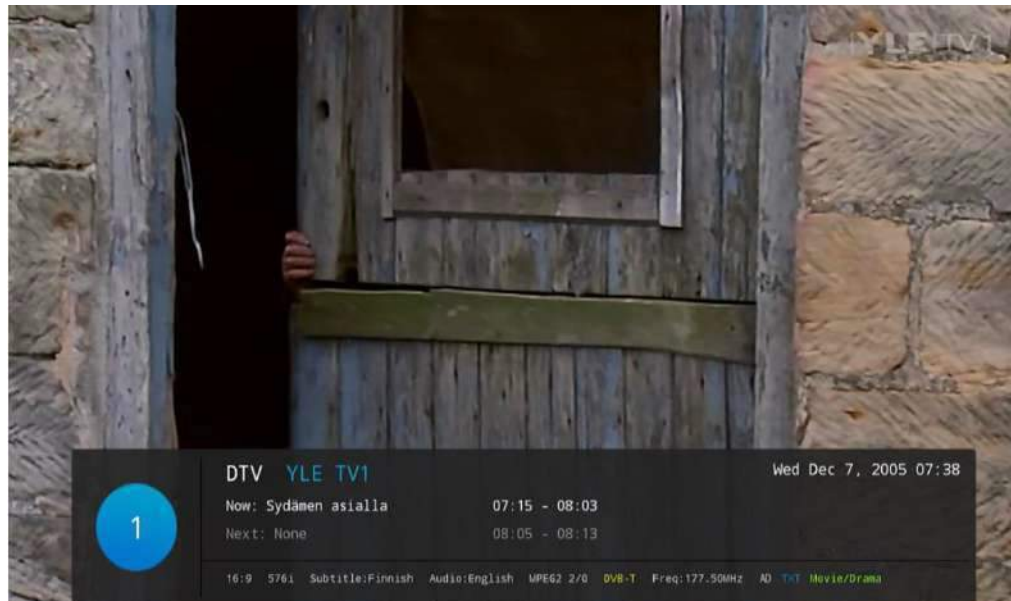 YLE TV1
DTV YLE TV1
Wed Dec 7, 2005 07:38
Now: Sydämen asialla 07:15 - 08:03
Next: None 08:05 - 08:13
1
16:9 576i Subtitle:Finnish Audio:English MPEG2 2/0 DVB-T Freq:177.50MHz AD TXT Movie/Drama